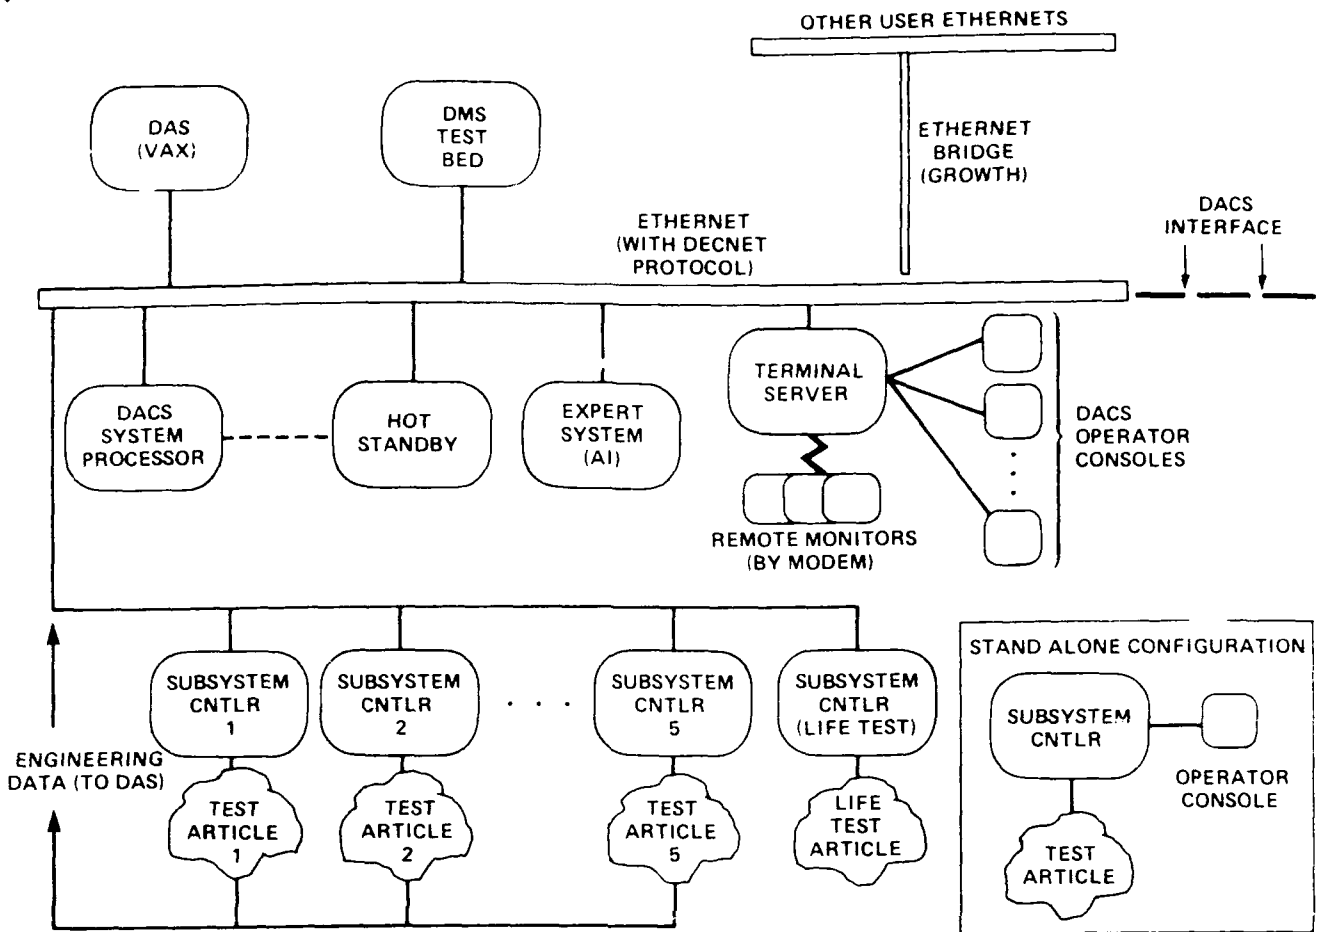 OTHER USER ETHERNETS
DAS
(VAX)
DMS
TEST
BED
ETHERNET
BRIDGE
(GROWTH)
DACS
INTERFACE
ETHERNET
(WITH DECNET
PROTOCOL)
DACS
SYSTEM
PROCESSOR
HOT
STANDBY
EXPERT
SYSTEM
(AI)
TERMINAL
SERVER
DACS
OPERATOR
CONSOLES
REMOTE MONITORS
(BY MODEM)
SUBSYSTEM
CNTLR
1
SUBSYSTEM
CNTLR
2
SUBSYSTEM
CNTLR
5
SUBSYSTEM
CNTLR
(LIFE TEST)
ENGINEERING
DATA (TO DAS)
TEST
ARTICLE
1
TEST
ARTICLE
2
TEST
ARTICLE
5
LIFE
TEST
ARTICLE
STAND ALONE CONFIGURATION
SUBSYSTEM
CNTLR
OPERATOR
CONSOLE
TEST
ARTICLE